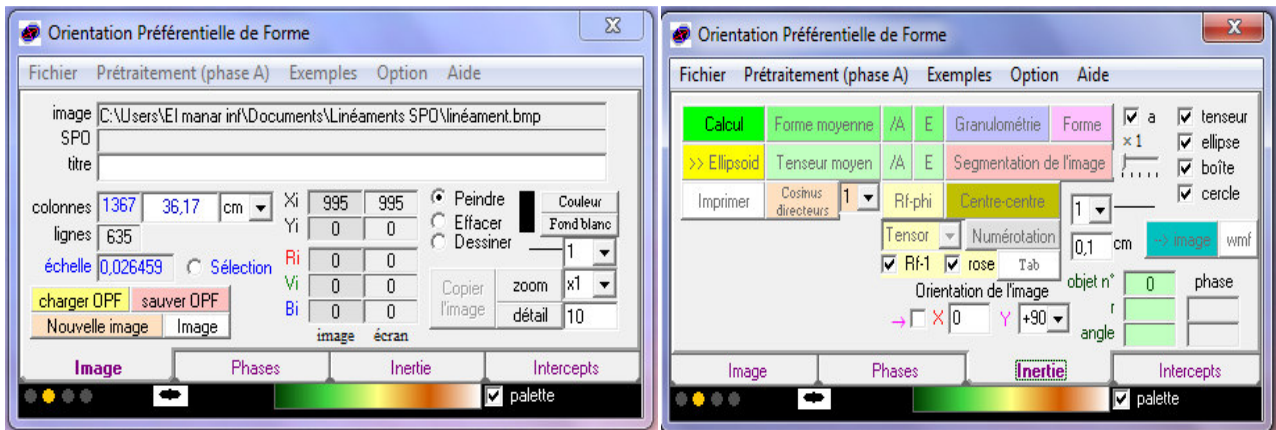 Orientation Préférentielle de Forme
Fichier Prétraitement (phase A) Exemples Option Aide
image C:\Users\El manar inf\Documents\Linéaments SPO\linéament.bmp
SPO
titre
colonnes 1367 36,17 cm Xi 995 995 Peindre Couleur
lignes 635 Yi 0 0 Effacer Fond blanc
Dessiner 1
échelle 0,026459 Sélection Ri 0 0
charger OPF sauver OPF Vi 0 0 Copier l'image zoom x1
Nouvelle image Image Bi 0 0 détail 10
image écran
Image Phases Inertie Intercepts
palette
Orientation Préférentielle de Forme
Fichier Prétraitement (phase A) Exemples Option Aide
Calcul Forme moyenne /A E Granulométrie Forme a tenseur
x 1 ellipse
>> Ellipsoid Tenseur moyen /A E Segmentation de l'image boîte
Imprimer Cosinus directeurs 1 Rf-phi Centre-centre 1 cercle
Tensor Numérotation 0,1 cm --> image wmf
Rf-1 rose Tab
Orientation de l'image objet n° 0 phase
→ X 0 Y +90 r
angle
Image Phases Inertie Intercepts
palette